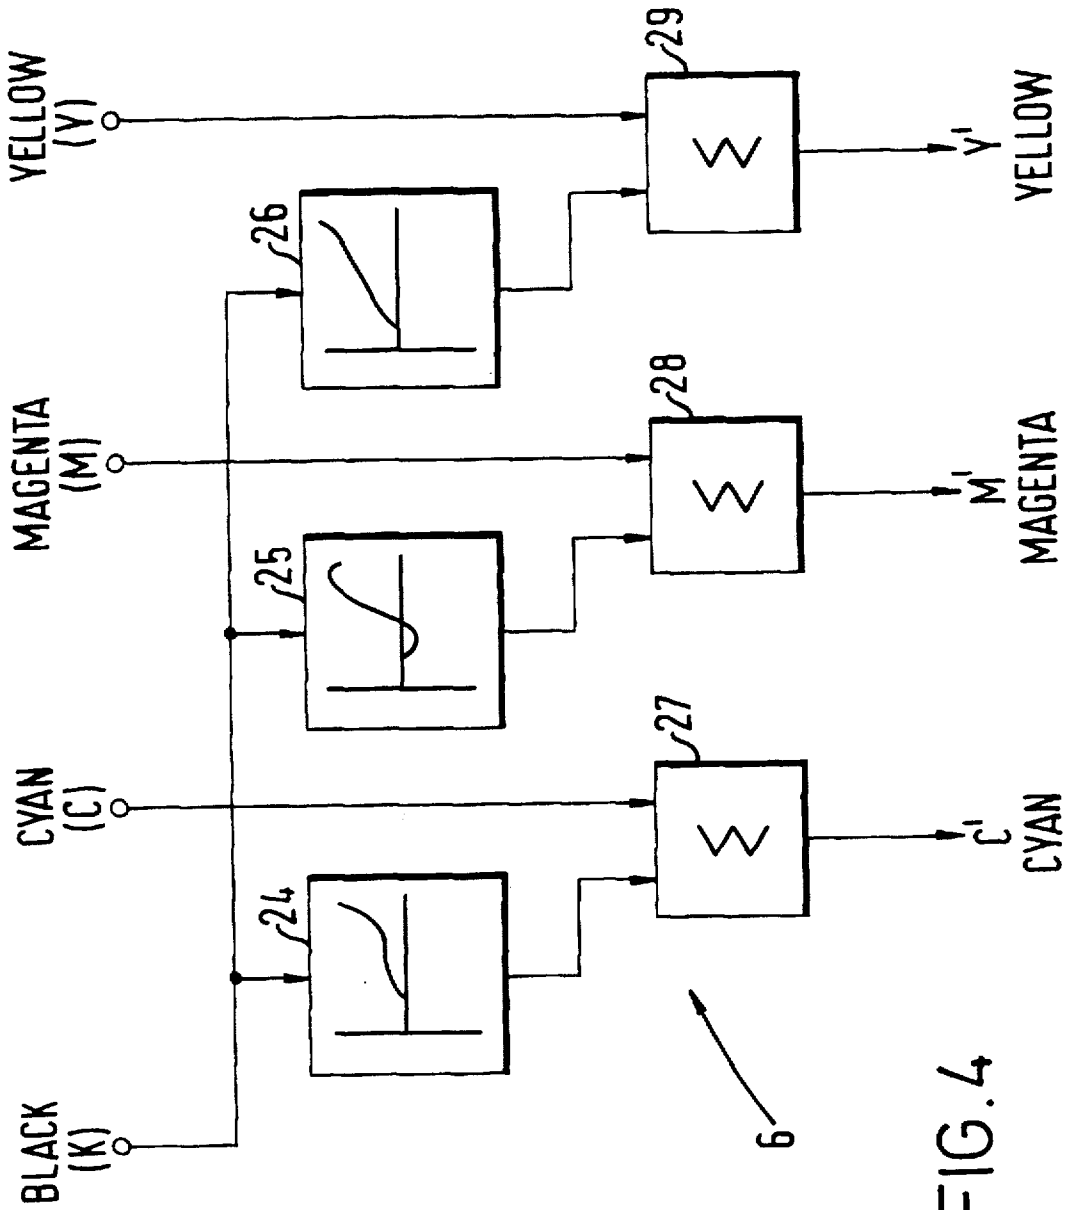 BLACK
(K)
CYAN
(C)
MAGENTA
(M)
YELLOW
(Y)
24
25
26
27
28
29
Σ
Σ
Σ
C'
CYAN
M'
MAGENTA
Y'
YELLOW
6
FIG. 4